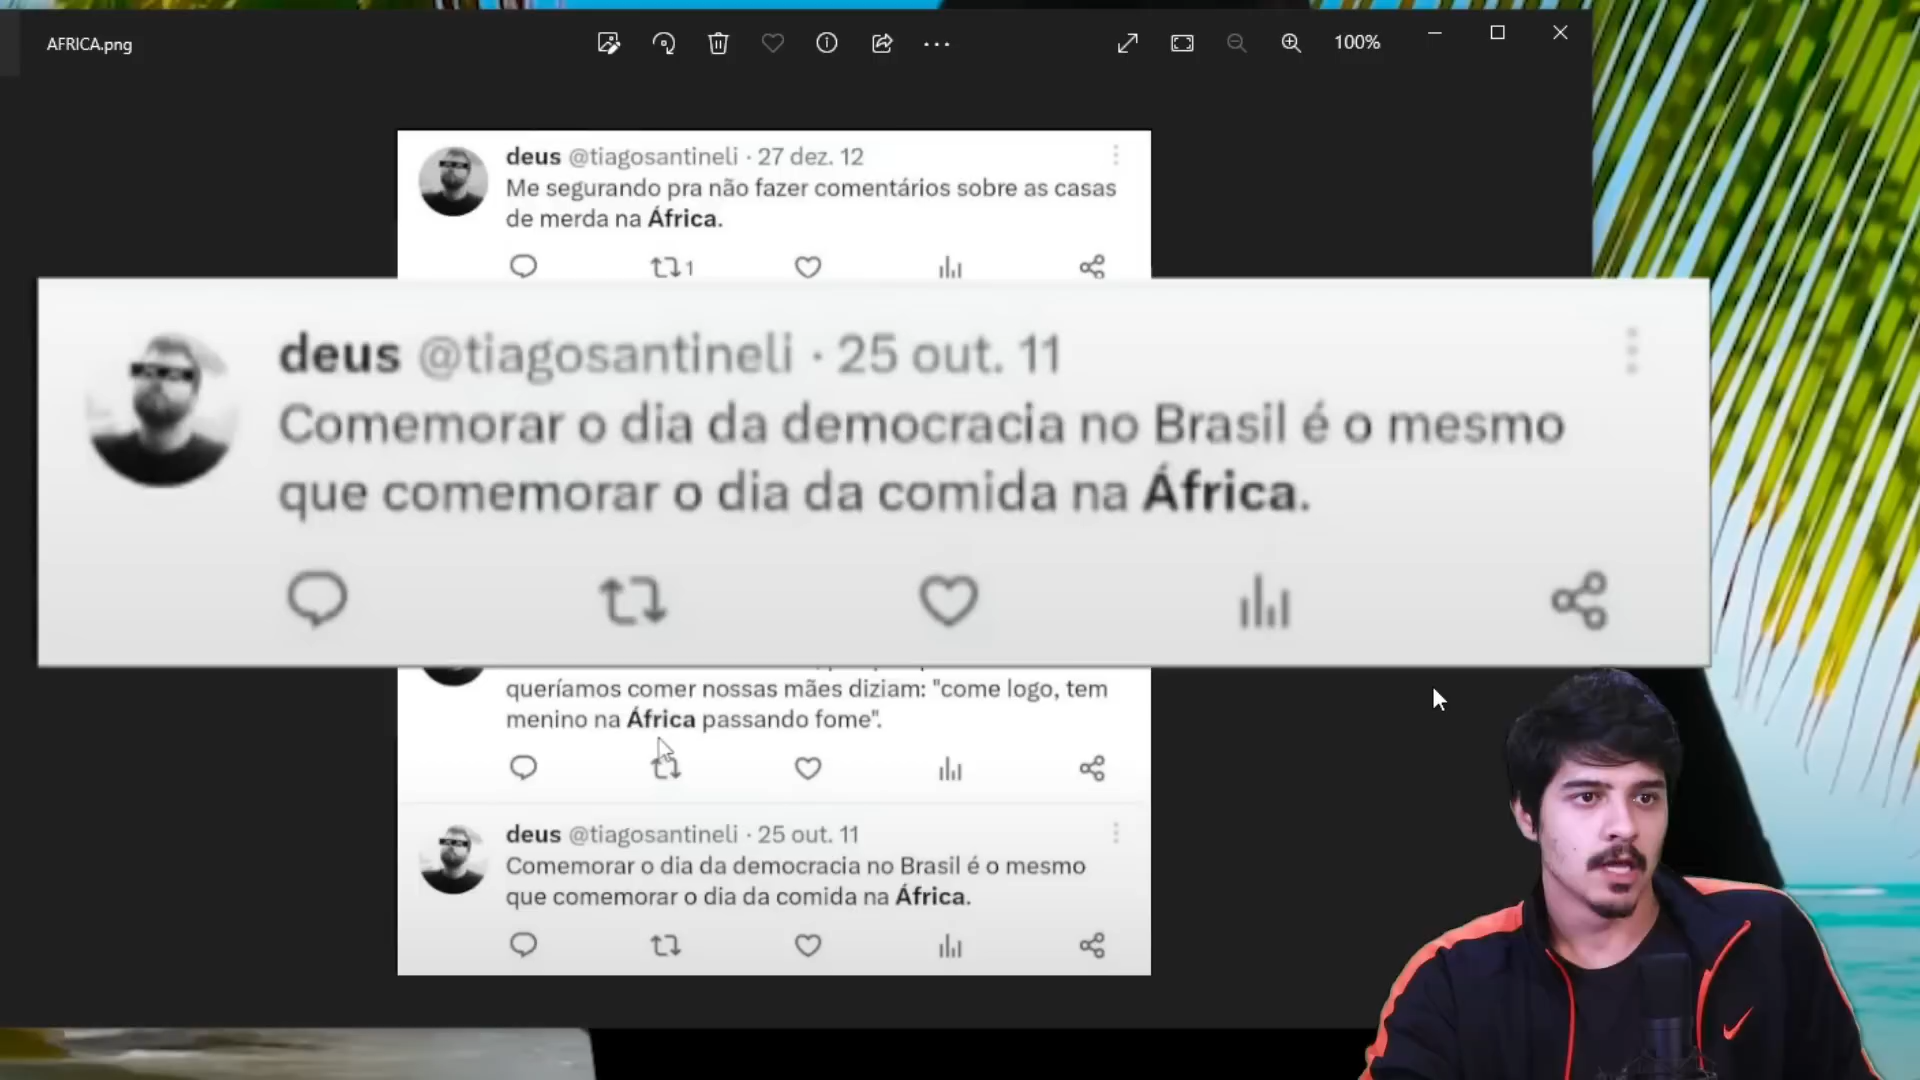 AFRICA.png
100%
deus @tiagosantineli · 27 dez. 12
Me segurando pra não fazer comentários sobre as casas
de merda na África.
1
deus @tiagosantineli · 25 out. 11
Comemorar o dia da democracia no Brasil é o mesmo
que comemorar o dia da comida na África.
queríamos comer nossas mães diziam: "come logo, tem
menino na África passando fome".
deus @tiagosantineli · 25 out. 11
Comemorar o dia da democracia no Brasil é o mesmo
que comemorar o dia da comida na África.